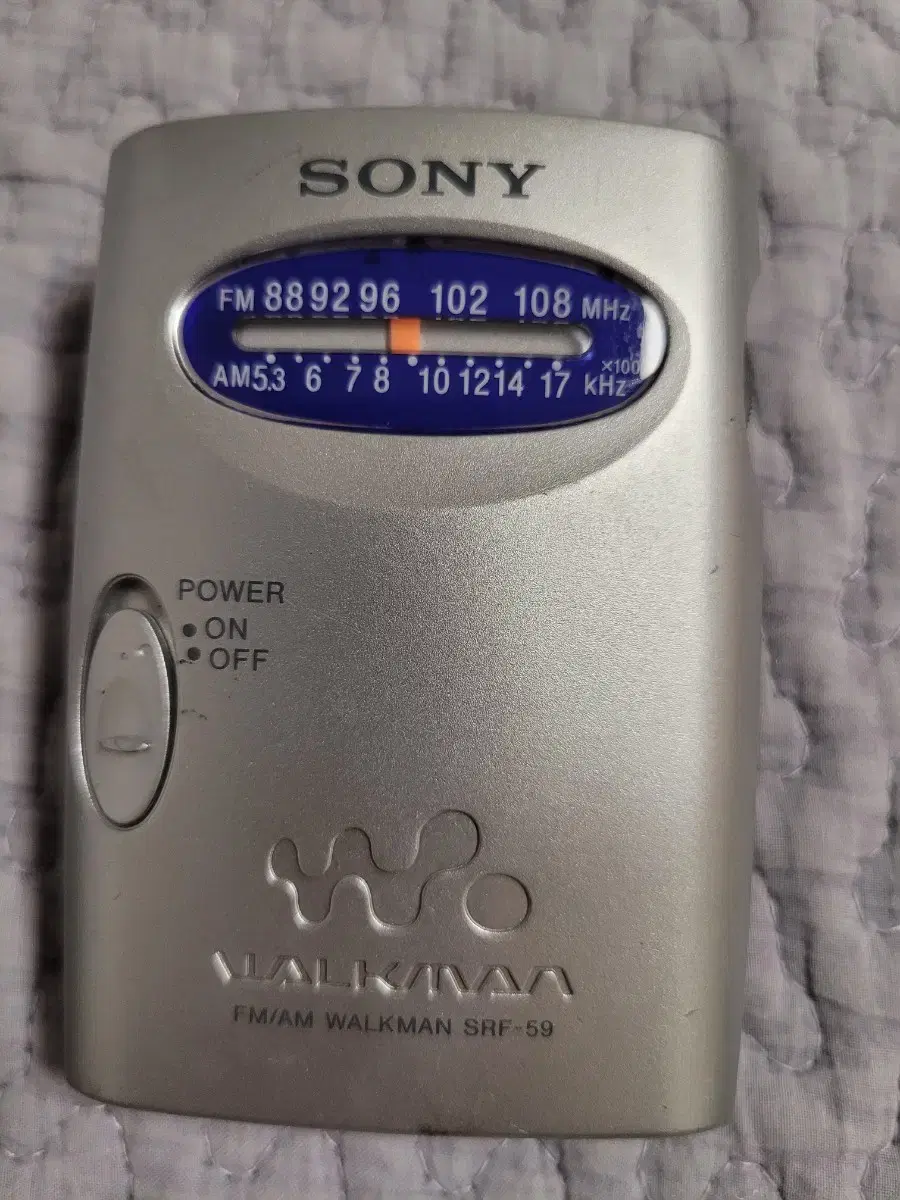 SONY
FM 88 92 96 102 108 MHz
AM 5.3 6 7 8 10 12 14 17 ×100 kHz
POWER
• ON
• OFF
WALKMAN
FM/AM WALKMAN SRF-59